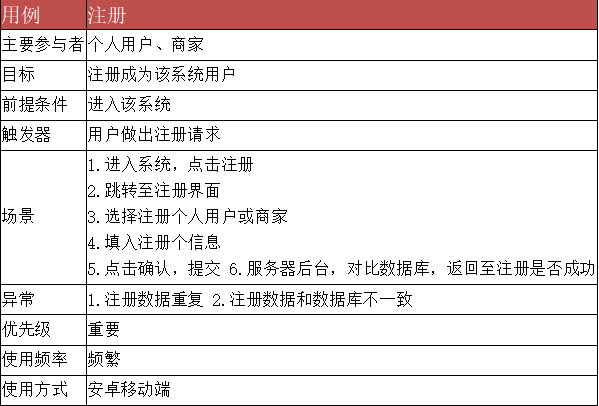 用例 注册
主要参与者 个人用户、商家
目标 注册成为该系统用户
前提条件 进入该系统
触发器 用户做出注册请求
场景
1.进入系统，点击注册
2.跳转至注册界面
3.选择注册个人用户或商家
4.填入注册个信息
5.点击确认，提交 6.服务器后台，对比数据库，返回至注册是否成功
异常 1.注册数据重复 2.注册数据和数据库不一致
优先级 重要
使用频率 频繁
使用方式 安卓移动端